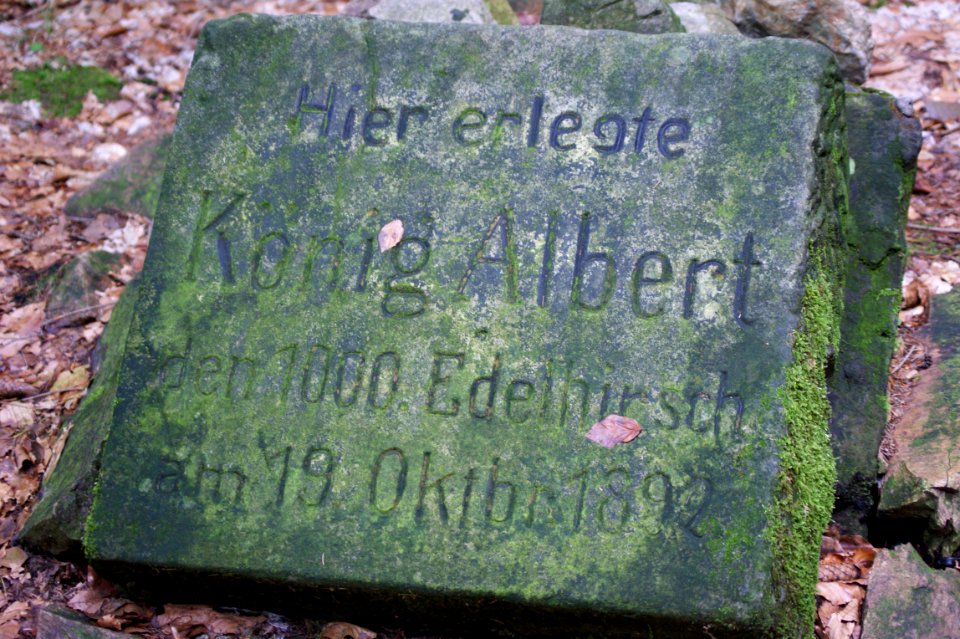 Hier erlegte
König Albert
den 1000. Edelhirsch
am 19. Oktbr. 1892